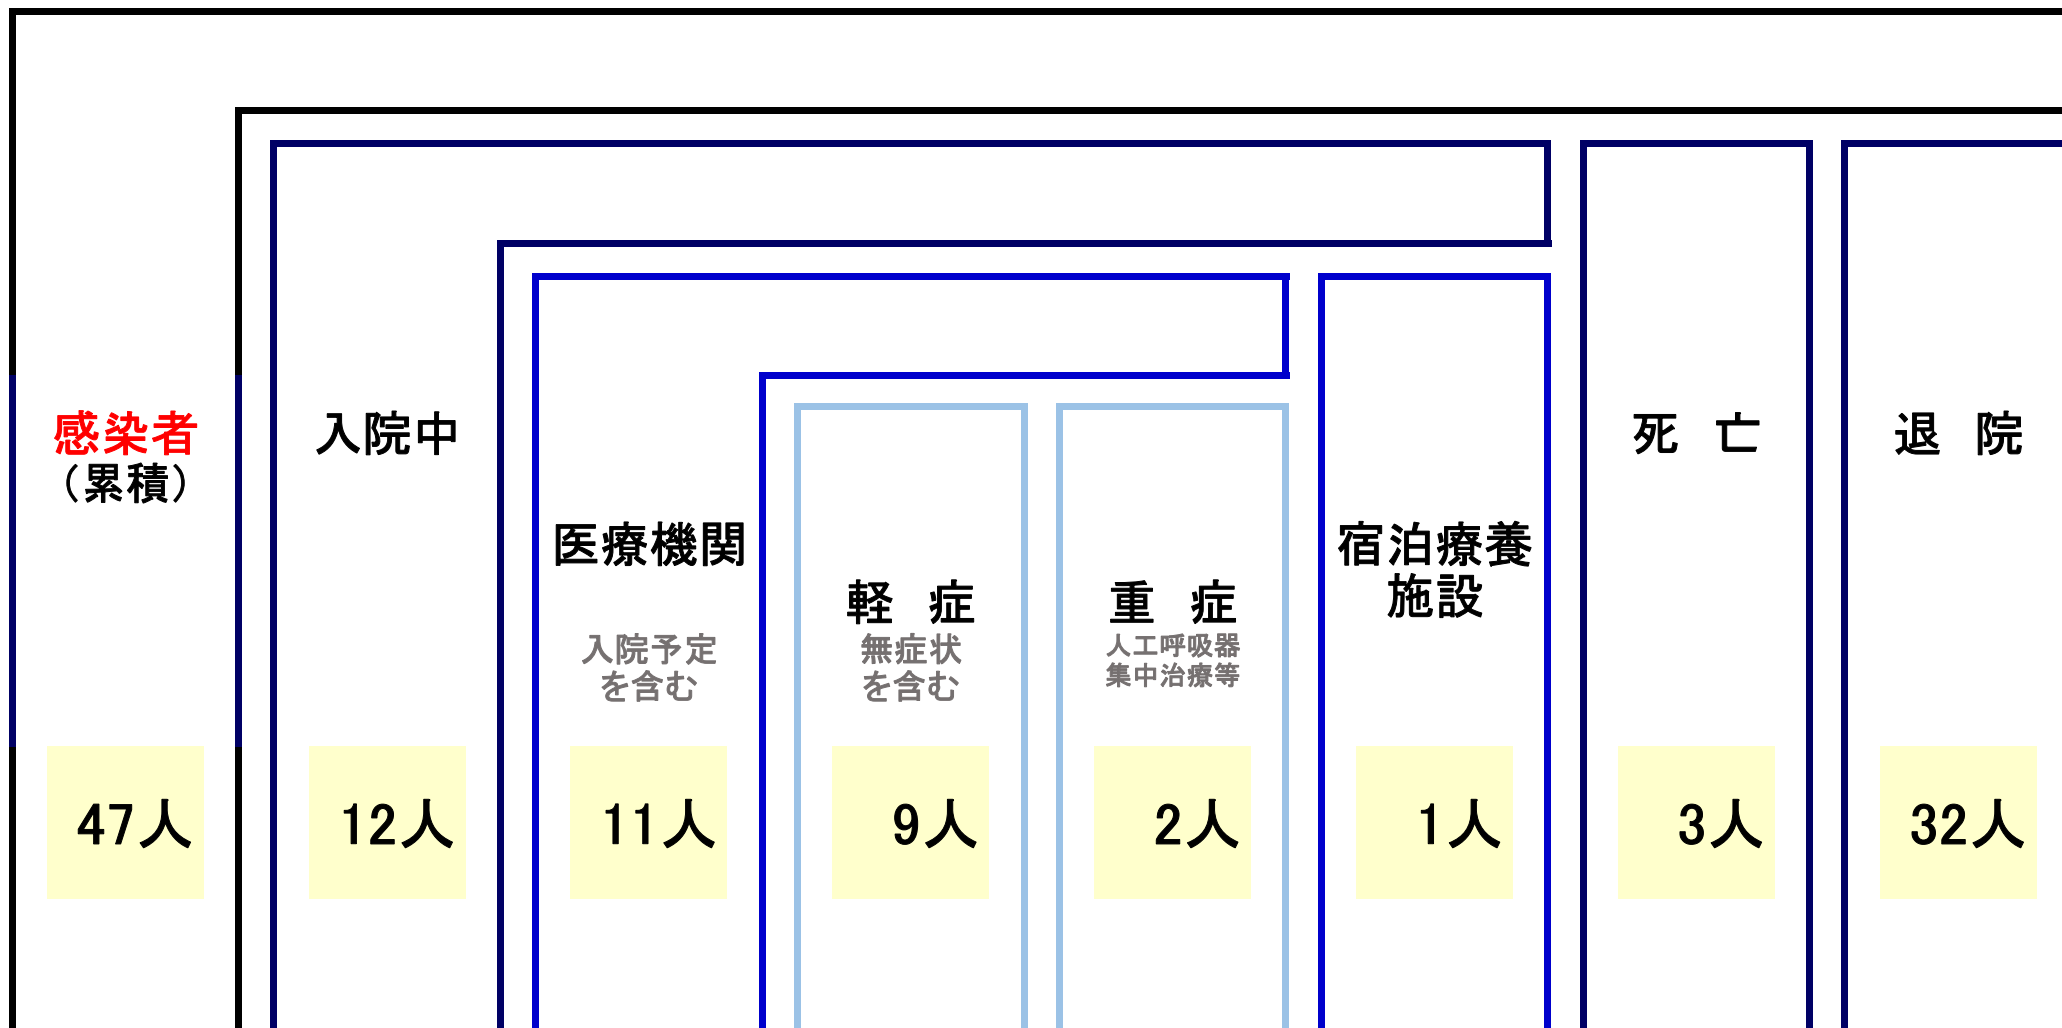 感染者
（累積）
47人
入院中
12人
医療機関
入院予定
を含む
11人
軽 症
無症状
を含む
9人
重 症
人工呼吸器
集中治療等
2人
宿泊療養
施設
1人
死 亡
3人
退 院
32人